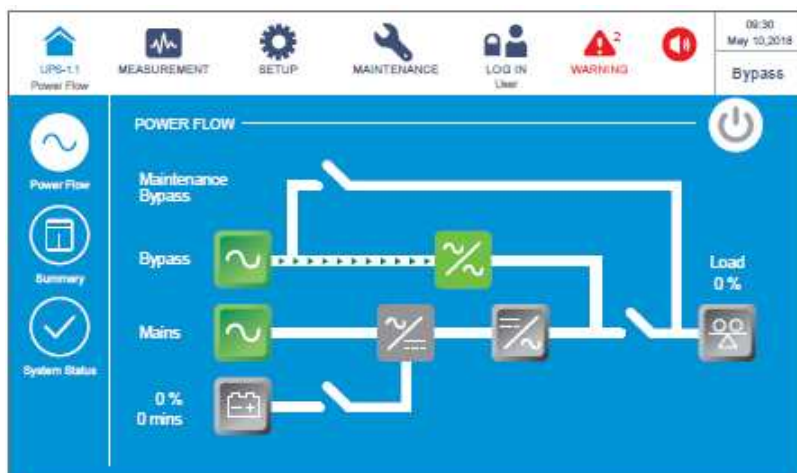 UPS-1.1
Power Flow
MEASUREMENT
SETUP
MAINTENANCE
LOG IN
User
2
WARNING
09:30
May 10,2018
Bypass
POWER FLOW
Power Flow
Summary
System Status
Maintenance
Bypass
Bypass
Mains
0 %
0 mins
Load
0 %